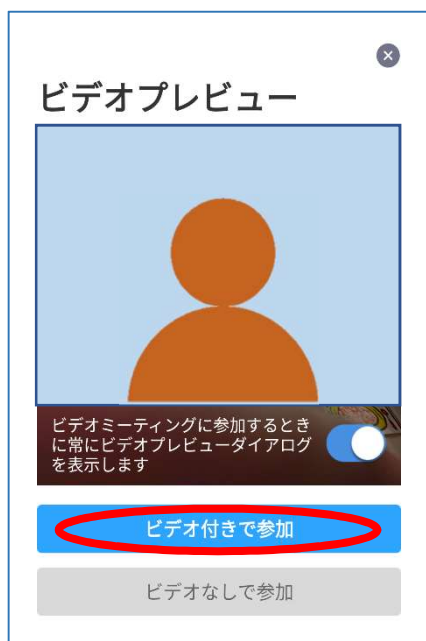 ビデオプレビュー
ビデオミーティングに参加するとき
に常にビデオプレビューダイアログ
を表示します
ビデオ付きで参加
ビデオなしで参加